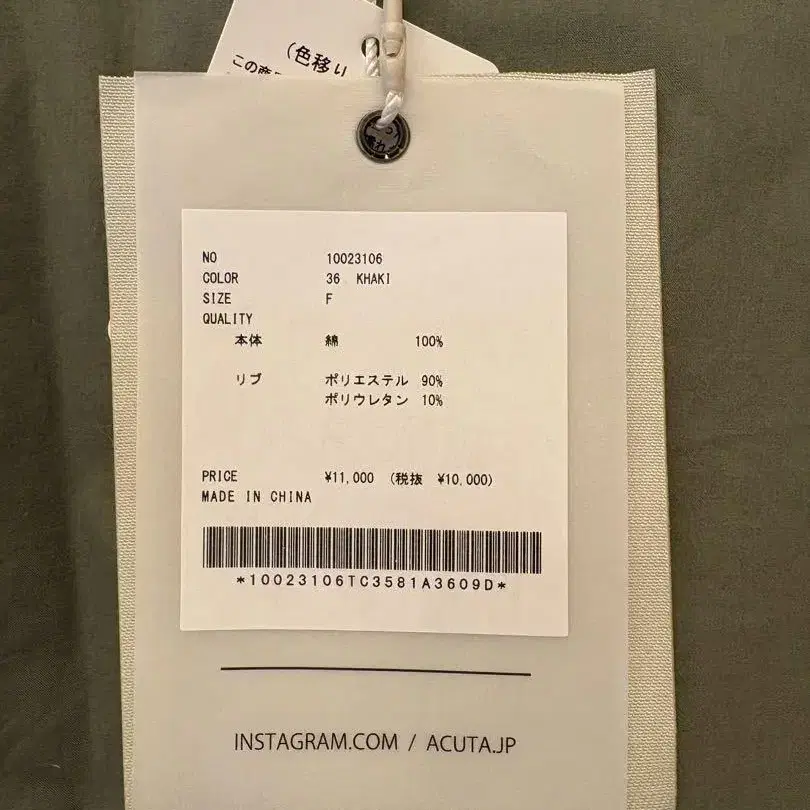 (色移り
この商
NO 10023106
COLOR 36 KHAKI
SIZE F
QUALITY
本体 綿 100%
リブ ポリエステル 90%
ポリウレタン 10%
PRICE ¥11,000 (税抜 ¥10,000)
MADE IN CHINA
*10023106TC3581A3609D*
INSTAGRAM.COM / ACUTA.JP